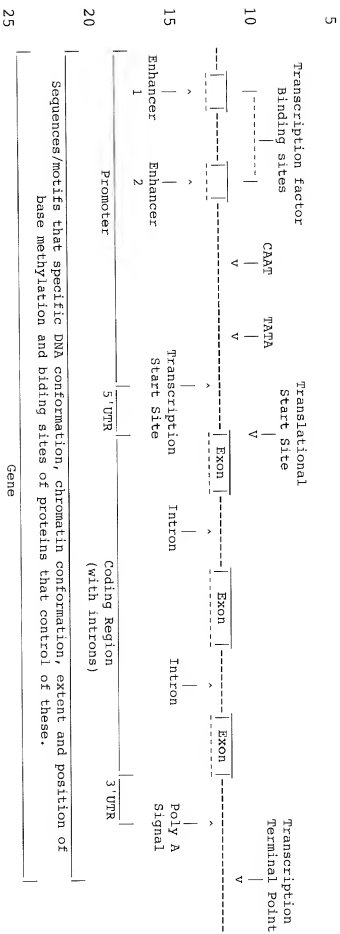 5
Transcription factor
Binding sites
CAAT
TATA
Translational
Start Site
Transcription
Terminal Point
10
Exon
Exon
Exon
15
Enhancer
1
Enhancer
2
Transcription
Start Site
Intron
Intron
Poly A
Signal
Promoter
5'UTR
Coding Region
(with introns)
3'UTR
20
Sequences/motifs that specific DNA conformation, chromatin conformation, extent and position of
base methylation and biding sites of proteins that control of these.
Gene
25